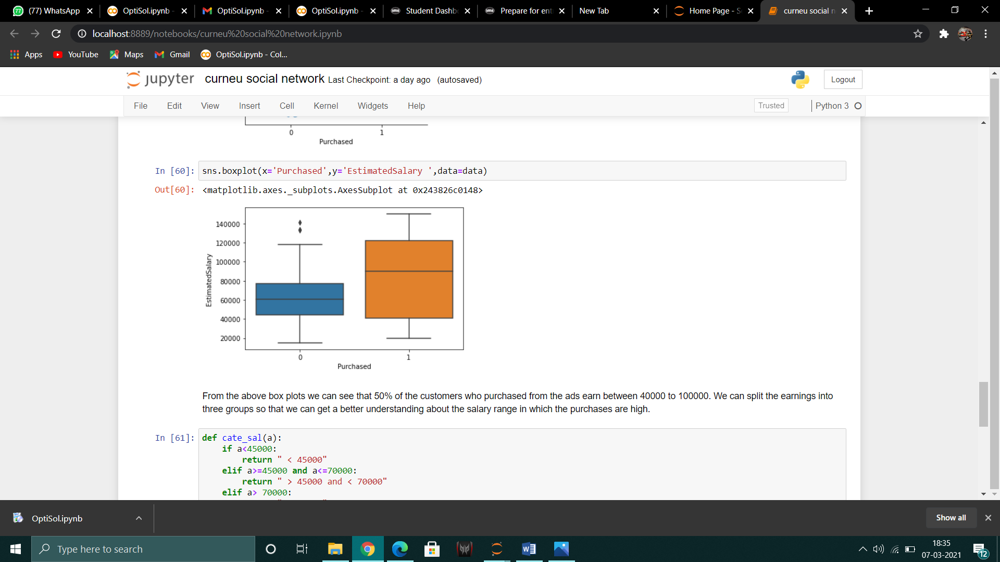 (77) WhatsApp
OptiSol.ipynb -
OptiSol.ipynb -
OptiSol.ipynb -
Student Dashb
Prepare for ent
New Tab
Home Page - S
curneu social n
localhost:8889/notebooks/curneu%20social%20network.ipynb
Apps YouTube Maps Gmail OptiSol.ipynb - Col...
jupyter curneu social network Last Checkpoint: a day ago (autosaved) Logout
File Edit View Insert Cell Kernel Widgets Help Trusted Python 3 O
0 1
Purchased
In [60]: sns.boxplot(x='Purchased',y='EstimatedSalary ',data=data)
Out[60]: <matplotlib.axes._subplots.AxesSubplot at 0x243826c0148>
140000
120000
100000
80000
60000
40000
20000
EstimatedSalary
0 1
Purchased
From the above box plots we can see that 50% of the customers who purchased from the ads earn between 40000 to 100000. We can split the earnings into
three groups so that we can get a better understanding about the salary range in which the purchases are high.
In [61]: def cate_sal(a):
if a<45000:
return " < 45000"
elif a>=45000 and a<=70000:
return " > 45000 and < 70000"
elif a> 70000:
OptiSol.ipynb Show all
Type here to search
18:35
07-03-2021
12